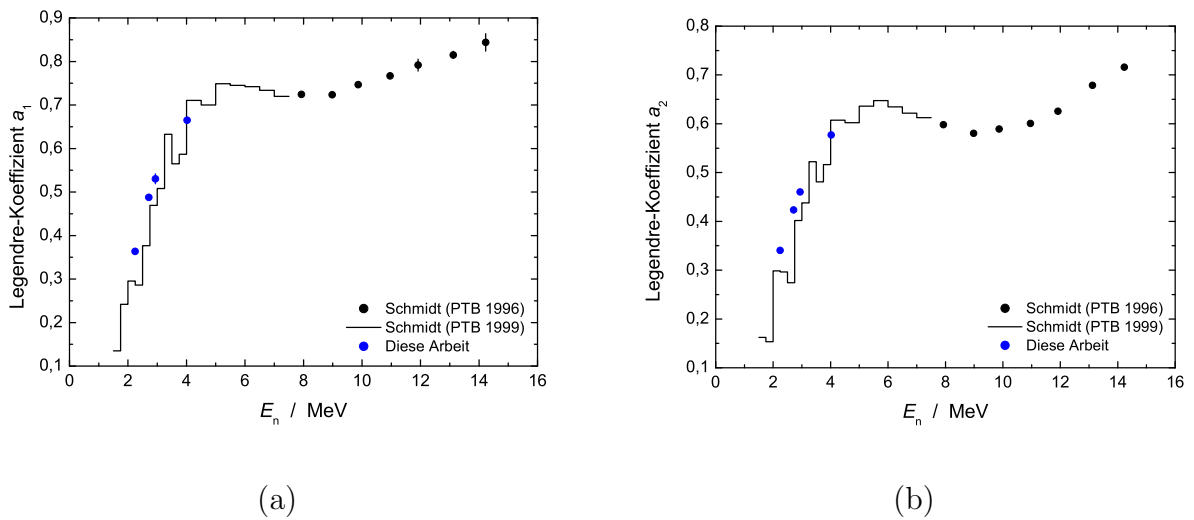 0,9
0,8
0,7
0,6
0,5
0,4
0,3
0,2
0,1
Legendre-Koeffizient a1
Schmidt (PTB 1996)
Schmidt (PTB 1999)
Diese Arbeit
0 2 4 6 8 10 12 14 16
En / MeV
(a)
0,8
0,7
0,6
0,5
0,4
0,3
0,2
0,1
Legendre-Koeffizient a2
Schmidt (PTB 1996)
Schmidt (PTB 1999)
Diese Arbeit
0 2 4 6 8 10 12 14 16
En / MeV
(b)